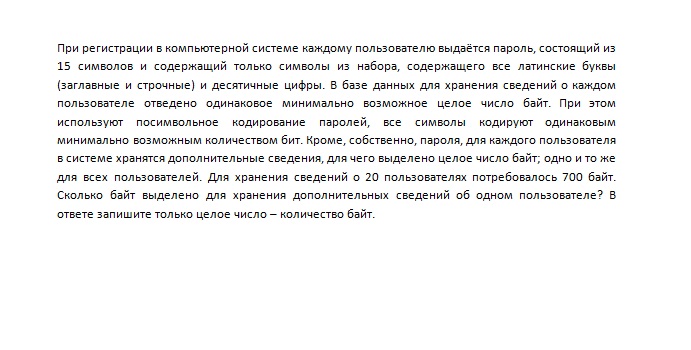 При регистрации в компьютерной системе каждому пользователю выдаётся пароль, состоящий из
15 символов и содержащий только символы из набора, содержащего все латинские буквы
(заглавные и строчные) и десятичные цифры. В базе данных для хранения сведений о каждом
пользователе отведено одинаковое минимально возможное целое число байт. При этом
используют посимвольное кодирование паролей, все символы кодируют одинаковым
минимально возможным количеством бит. Кроме, собственно, пароля, для каждого пользователя
в системе хранятся дополнительные сведения, для чего выделено целое число байт; одно и то же
для всех пользователей. Для хранения сведений о 20 пользователях потребовалось 700 байт.
Сколько байт выделено для хранения дополнительных сведений об одном пользователе? В
ответе запишите только целое число – количество байт.